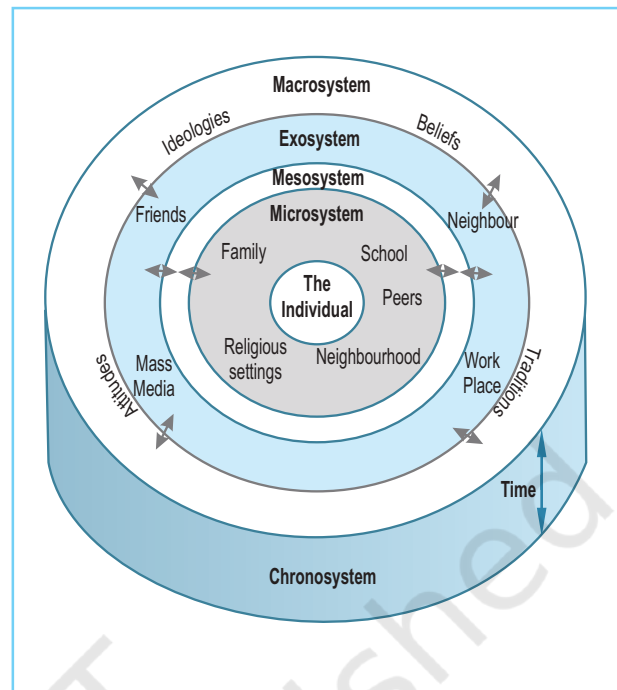 Macrosystem
Ideologies
Beliefs
Exosystem
Mesosystem
Friends
Neighbour
Microsystem
Family
School
The
Individual
Peers
Religious
settings
Neighbourhood
Mass
Media
Work
Place
Attitudes
Traditions
Time
Chronosystem
shed